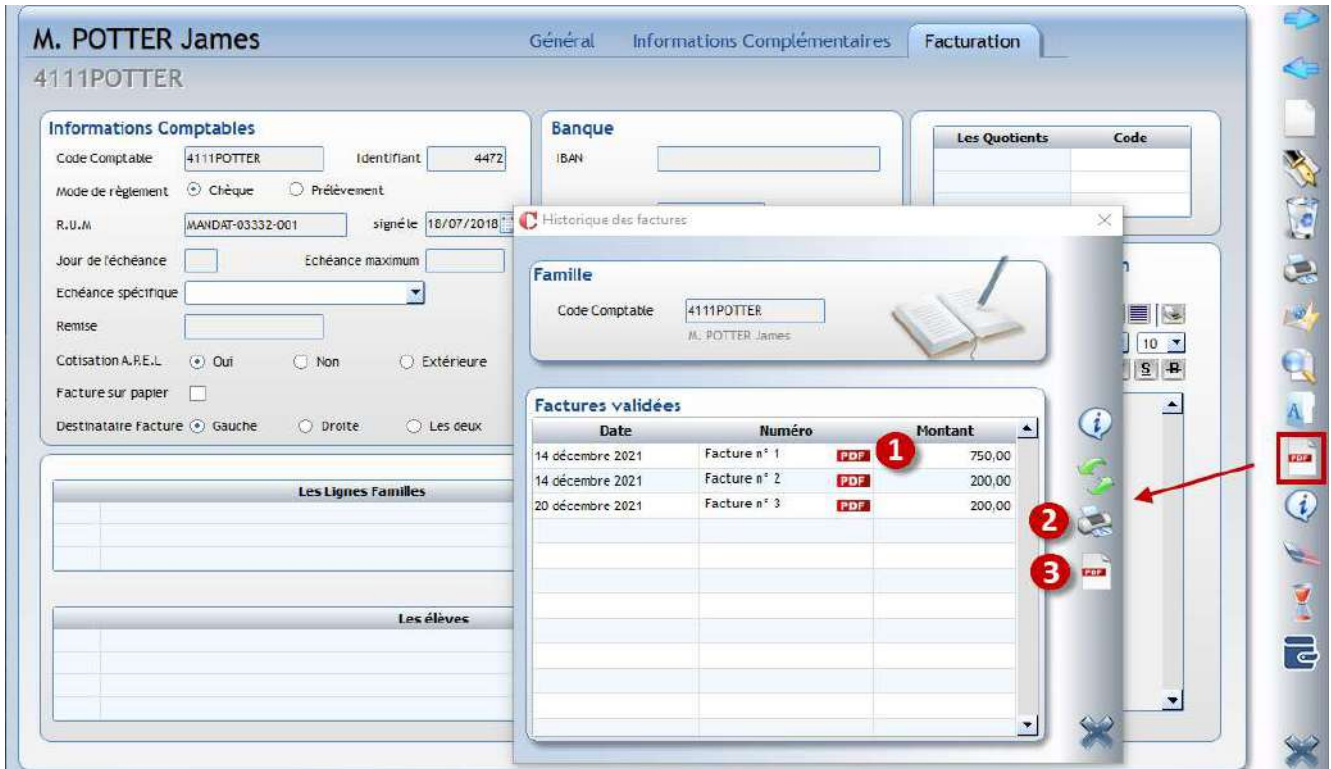 M. POTTER James
Général Informations Complémentaires Facturation
4111POTTER
Informations Comptables
Code Comptable 4111POTTER Identifiant 4472
Mode de règlement Chèque Prélèvement
R.U.M MANDAT-03332-001 signé le 18/07/2018
Jour de l'échéance Echéance maximum
Echéance spécifique
Remise
Cotisation A.P.E.L Oui Non Extérieure
Facture sur papier
Destinataire Facture Gauche Droite Les deux
Banque
IBAN
Les Quotients Code
Les Lignes Familles
Les élèves
Historique des factures
Famille
Code Comptable 4111POTTER
M. POTTER James
Factures validées
Date Numéro Montant
14 décembre 2021 Facture n° 1 PDF 1 750,00
14 décembre 2021 Facture n° 2 PDF 200,00
20 décembre 2021 Facture n° 3 PDF 200,00
2
3 PDF
n
10
S B
A
PDF